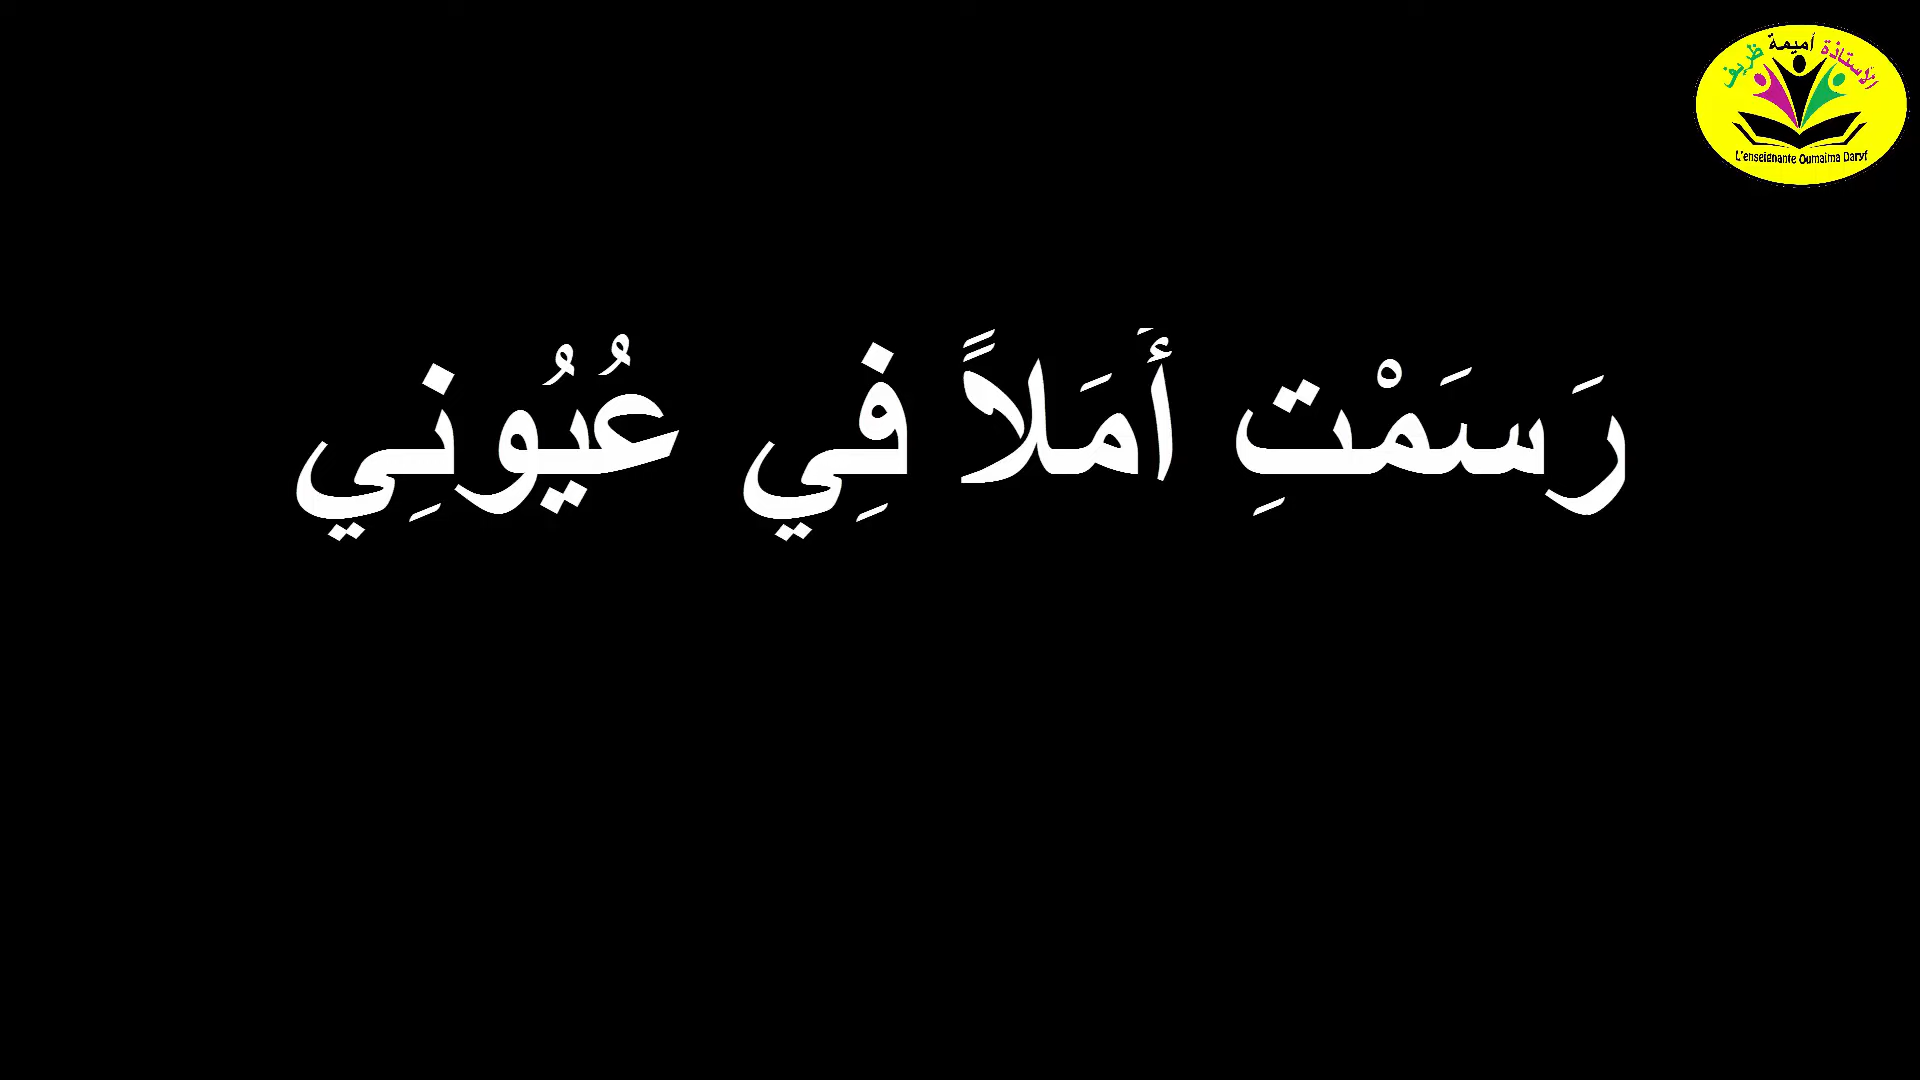 الأستاذة أميمة ظريف
L'enseignante Oumaima Daryf
رَسَمْتِ أَمَلاً فِي عُيُونِي